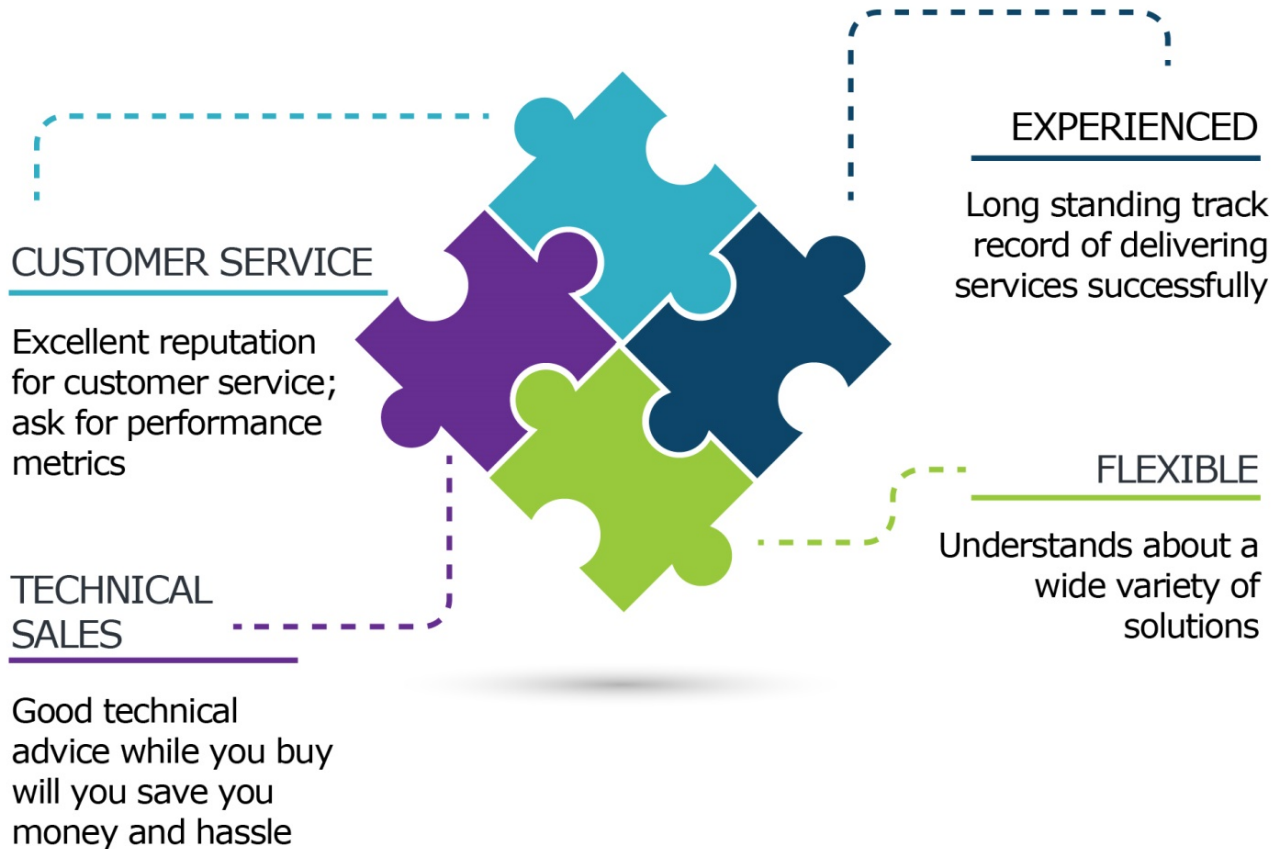 CUSTOMER SERVICE
Excellent reputation
for customer service;
ask for performance
metrics
TECHNICAL
SALES
Good technical
advice while you buy
will you save you
money and hassle
EXPERIENCED
Long standing track
record of delivering
services successfully
FLEXIBLE
Understands about a
wide variety of
solutions